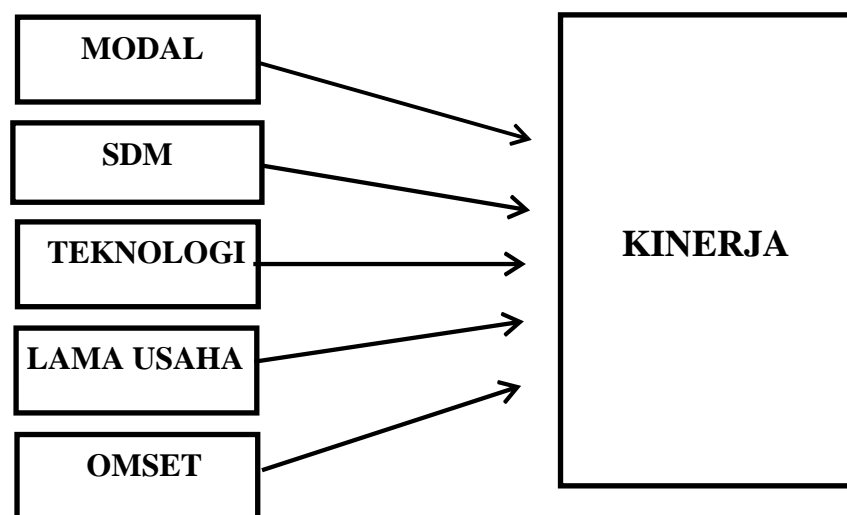 MODAL
SDM
TEKNOLOGI
LAMA USAHA
OMSET
KINERJA